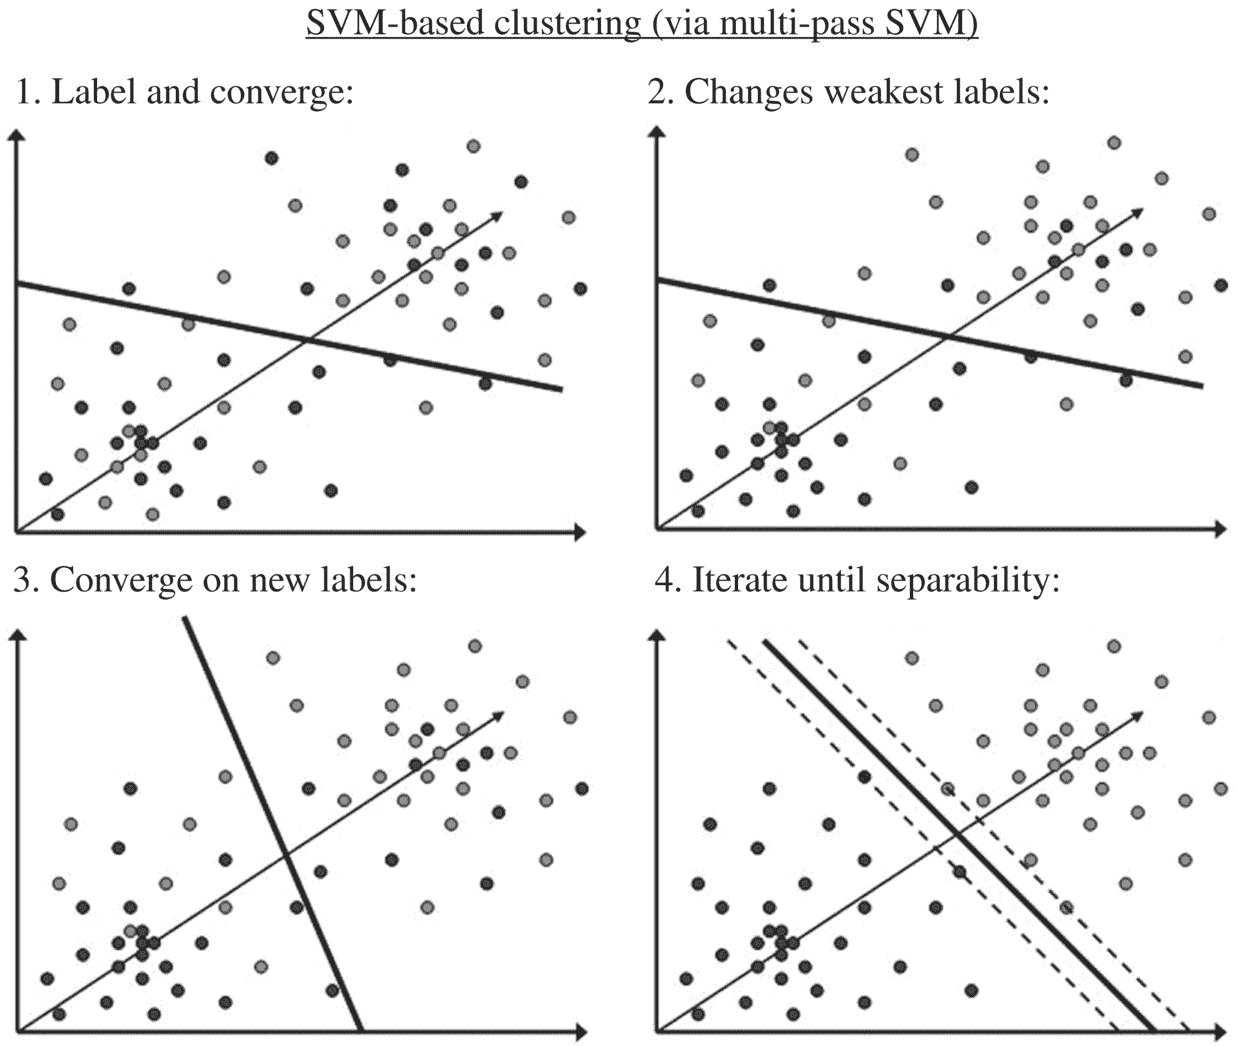 SVM-based clustering (via multi-pass SVM)
1. Label and converge:
2. Changes weakest labels:
3. Converge on new labels:
4. Iterate until separability: